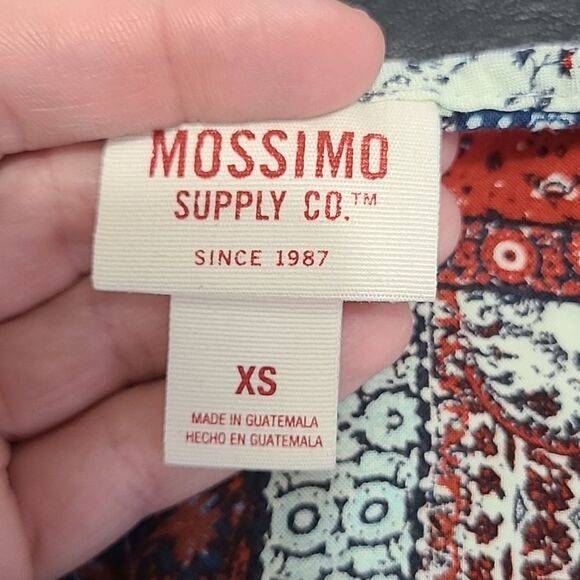 MOSSIMO
SUPPLY CO.™
SINCE 1987
XS
MADE IN GUATEMALA
HECHO EN GUATEMALA